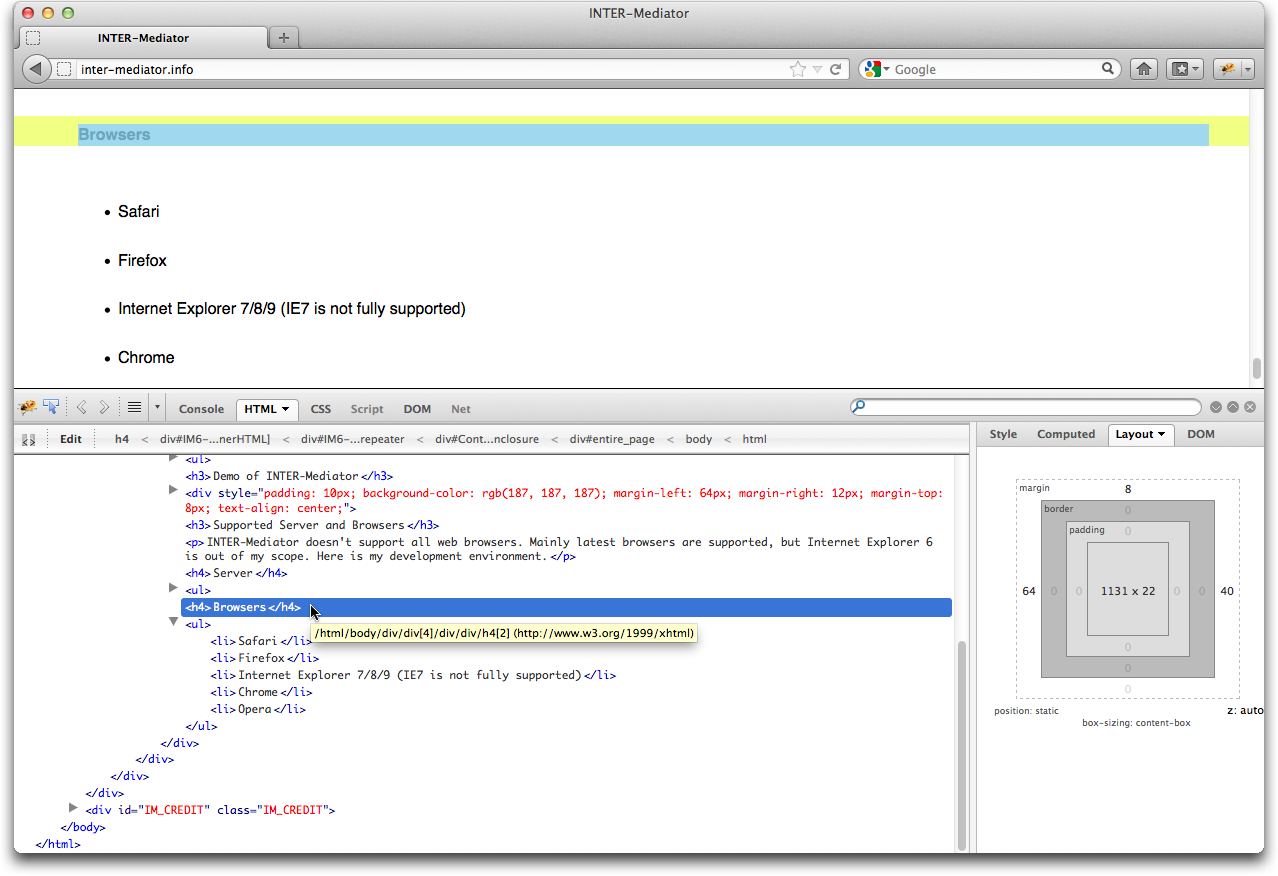 INTER-Mediator
INTER-Mediator
inter-mediator.info
Google
Browsers
• Safari
• Firefox
• Internet Explorer 7/8/9 (IE7 is not fully supported)
• Chrome
Console HTML CSS Script DOM Net
Edit h4 < div#IM6-...nerHTML] < div#IM6-...repeater < div#Cont...nclosure < div#entire_page < body < html
<ul>
<h3>Demo of INTER-Mediator</h3>
<div style="padding: 10px; background-color: rgb(187, 187, 187); margin-left: 64px; margin-right: 12px; margin-top:
8px; text-align: center;">
<h3>Supported Server and Browsers</h3>
<p>INTER-Mediator doesn't support all web browsers. Mainly latest browsers are supported, but Internet Explorer 6
is out of my scope. Here is my development environment.</p>
<h4>Server</h4>
<ul>
<h4>Browsers</h4>
<ul>
/html/body/div/div[4]/div/div/h4[2] (http://www.w3.org/1999/xhtml)
<li>Safari</li>
<li>Firefox</li>
<li>Internet Explorer 7/8/9 (IE7 is not fully supported)</li>
<li>Chrome</li>
<li>Opera</li>
</ul>
</div>
</div>
</div>
</div>
<div id="IM_CREDIT" class="IM_CREDIT">
</body>
</html>
Style Computed Layout DOM
margin 8
border 0
padding 0
64 0 0 1131 x 22 0 0 40
0
0
0
position: static z: auto
box-sizing: content-box